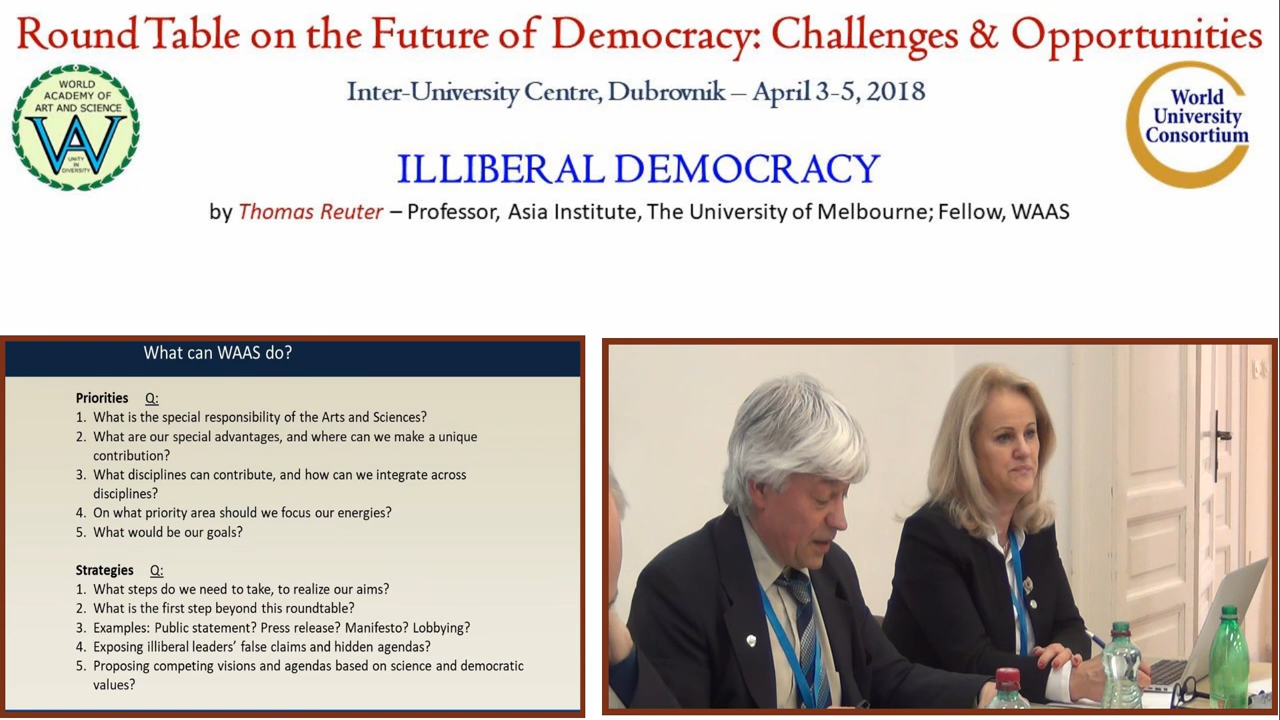 Round Table on the Future of Democracy: Challenges & Opportunities
WORLD
ACADEMY OF
ART AND SCIENCE
UNITY
IN
DIVERSITY
Inter-University Centre, Dubrovnik – April 3-5, 2018
World
University
Consortium
ILLIBERAL DEMOCRACY
by Thomas Reuter – Professor, Asia Institute, The University of Melbourne; Fellow, WAAS
What can WAAS do?
Priorities Q:
1. What is the special responsibility of the Arts and Sciences?
2. What are our special advantages, and where can we make a unique
contribution?
3. What disciplines can contribute, and how can we integrate across
disciplines?
4. On what priority area should we focus our energies?
5. What would be our goals?
Strategies Q:
1. What steps do we need to take, to realize our aims?
2. What is the first step beyond this roundtable?
3. Examples: Public statement? Press release? Manifesto? Lobbying?
4. Exposing illiberal leaders’ false claims and hidden agendas?
5. Proposing competing visions and agendas based on science and democratic
values?